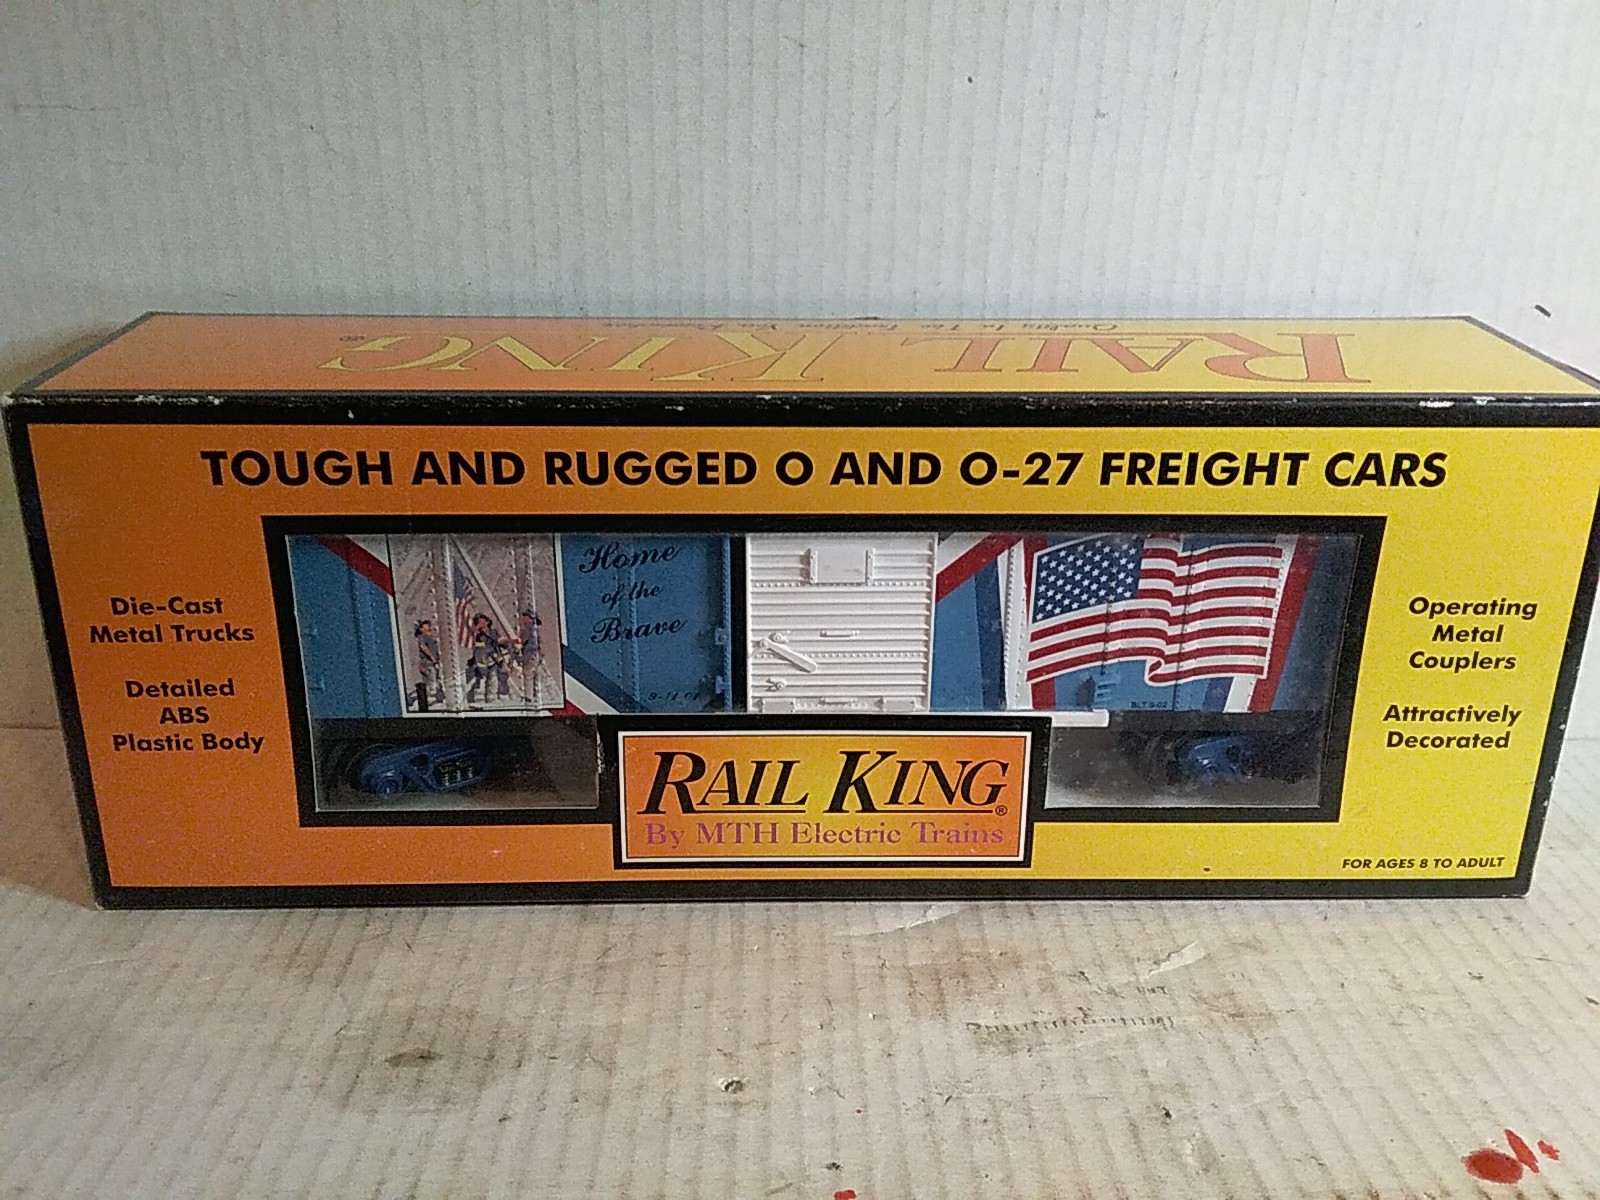 RAIL KING®
Quality In The Tradition You Remember
TOUGH AND RUGGED O AND O-27 FREIGHT CARS
Die-Cast
Metal Trucks
Detailed
ABS
Plastic Body
Home
of the
Brave
9-11-01
BLT 9-02
Operating
Metal
Couplers
Attractively
Decorated
RAIL KING®
By MTH Electric Trains
FOR AGES 8 TO ADULT